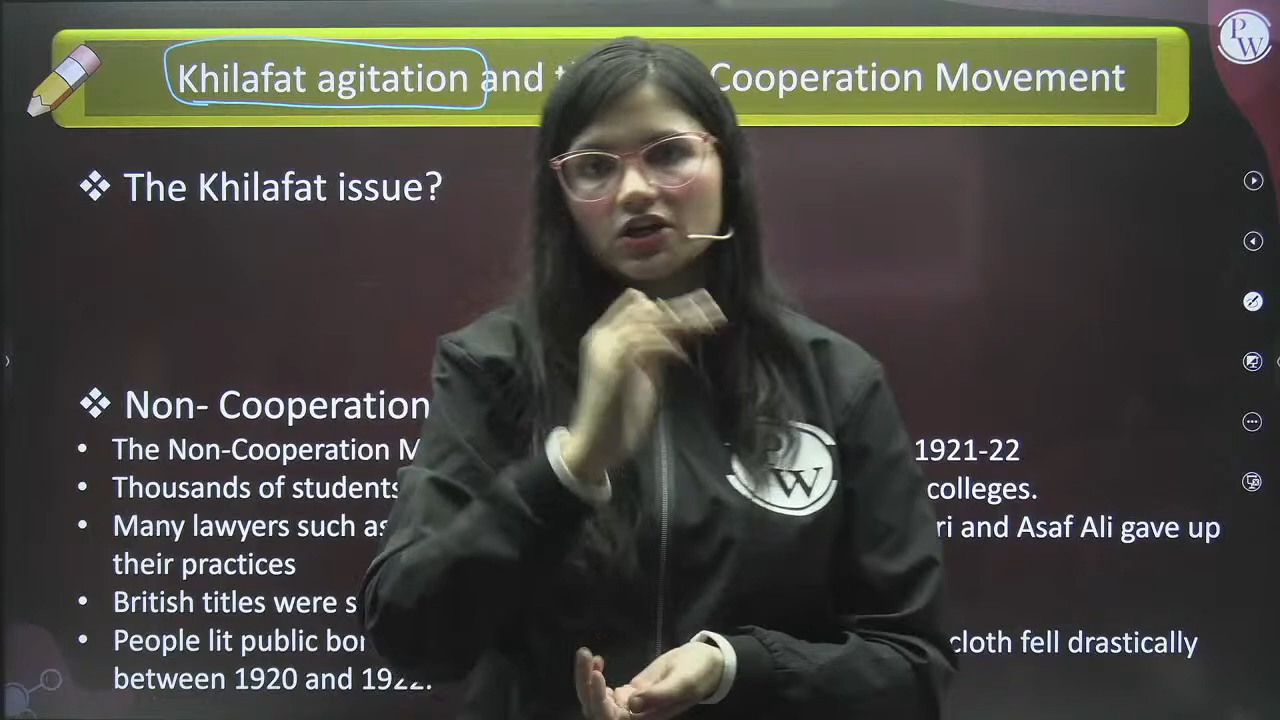 PW
Khilafat agitation and t Cooperation Movement
❖ The Khilafat issue?
❖ Non- Cooperation
• The Non-Cooperation M 1921-22
• Thousands of students colleges.
• Many lawyers such as ri and Asaf Ali gave up
their practices
• British titles were s
• People lit public bon cloth fell drastically
between 1920 and 1922.
PW